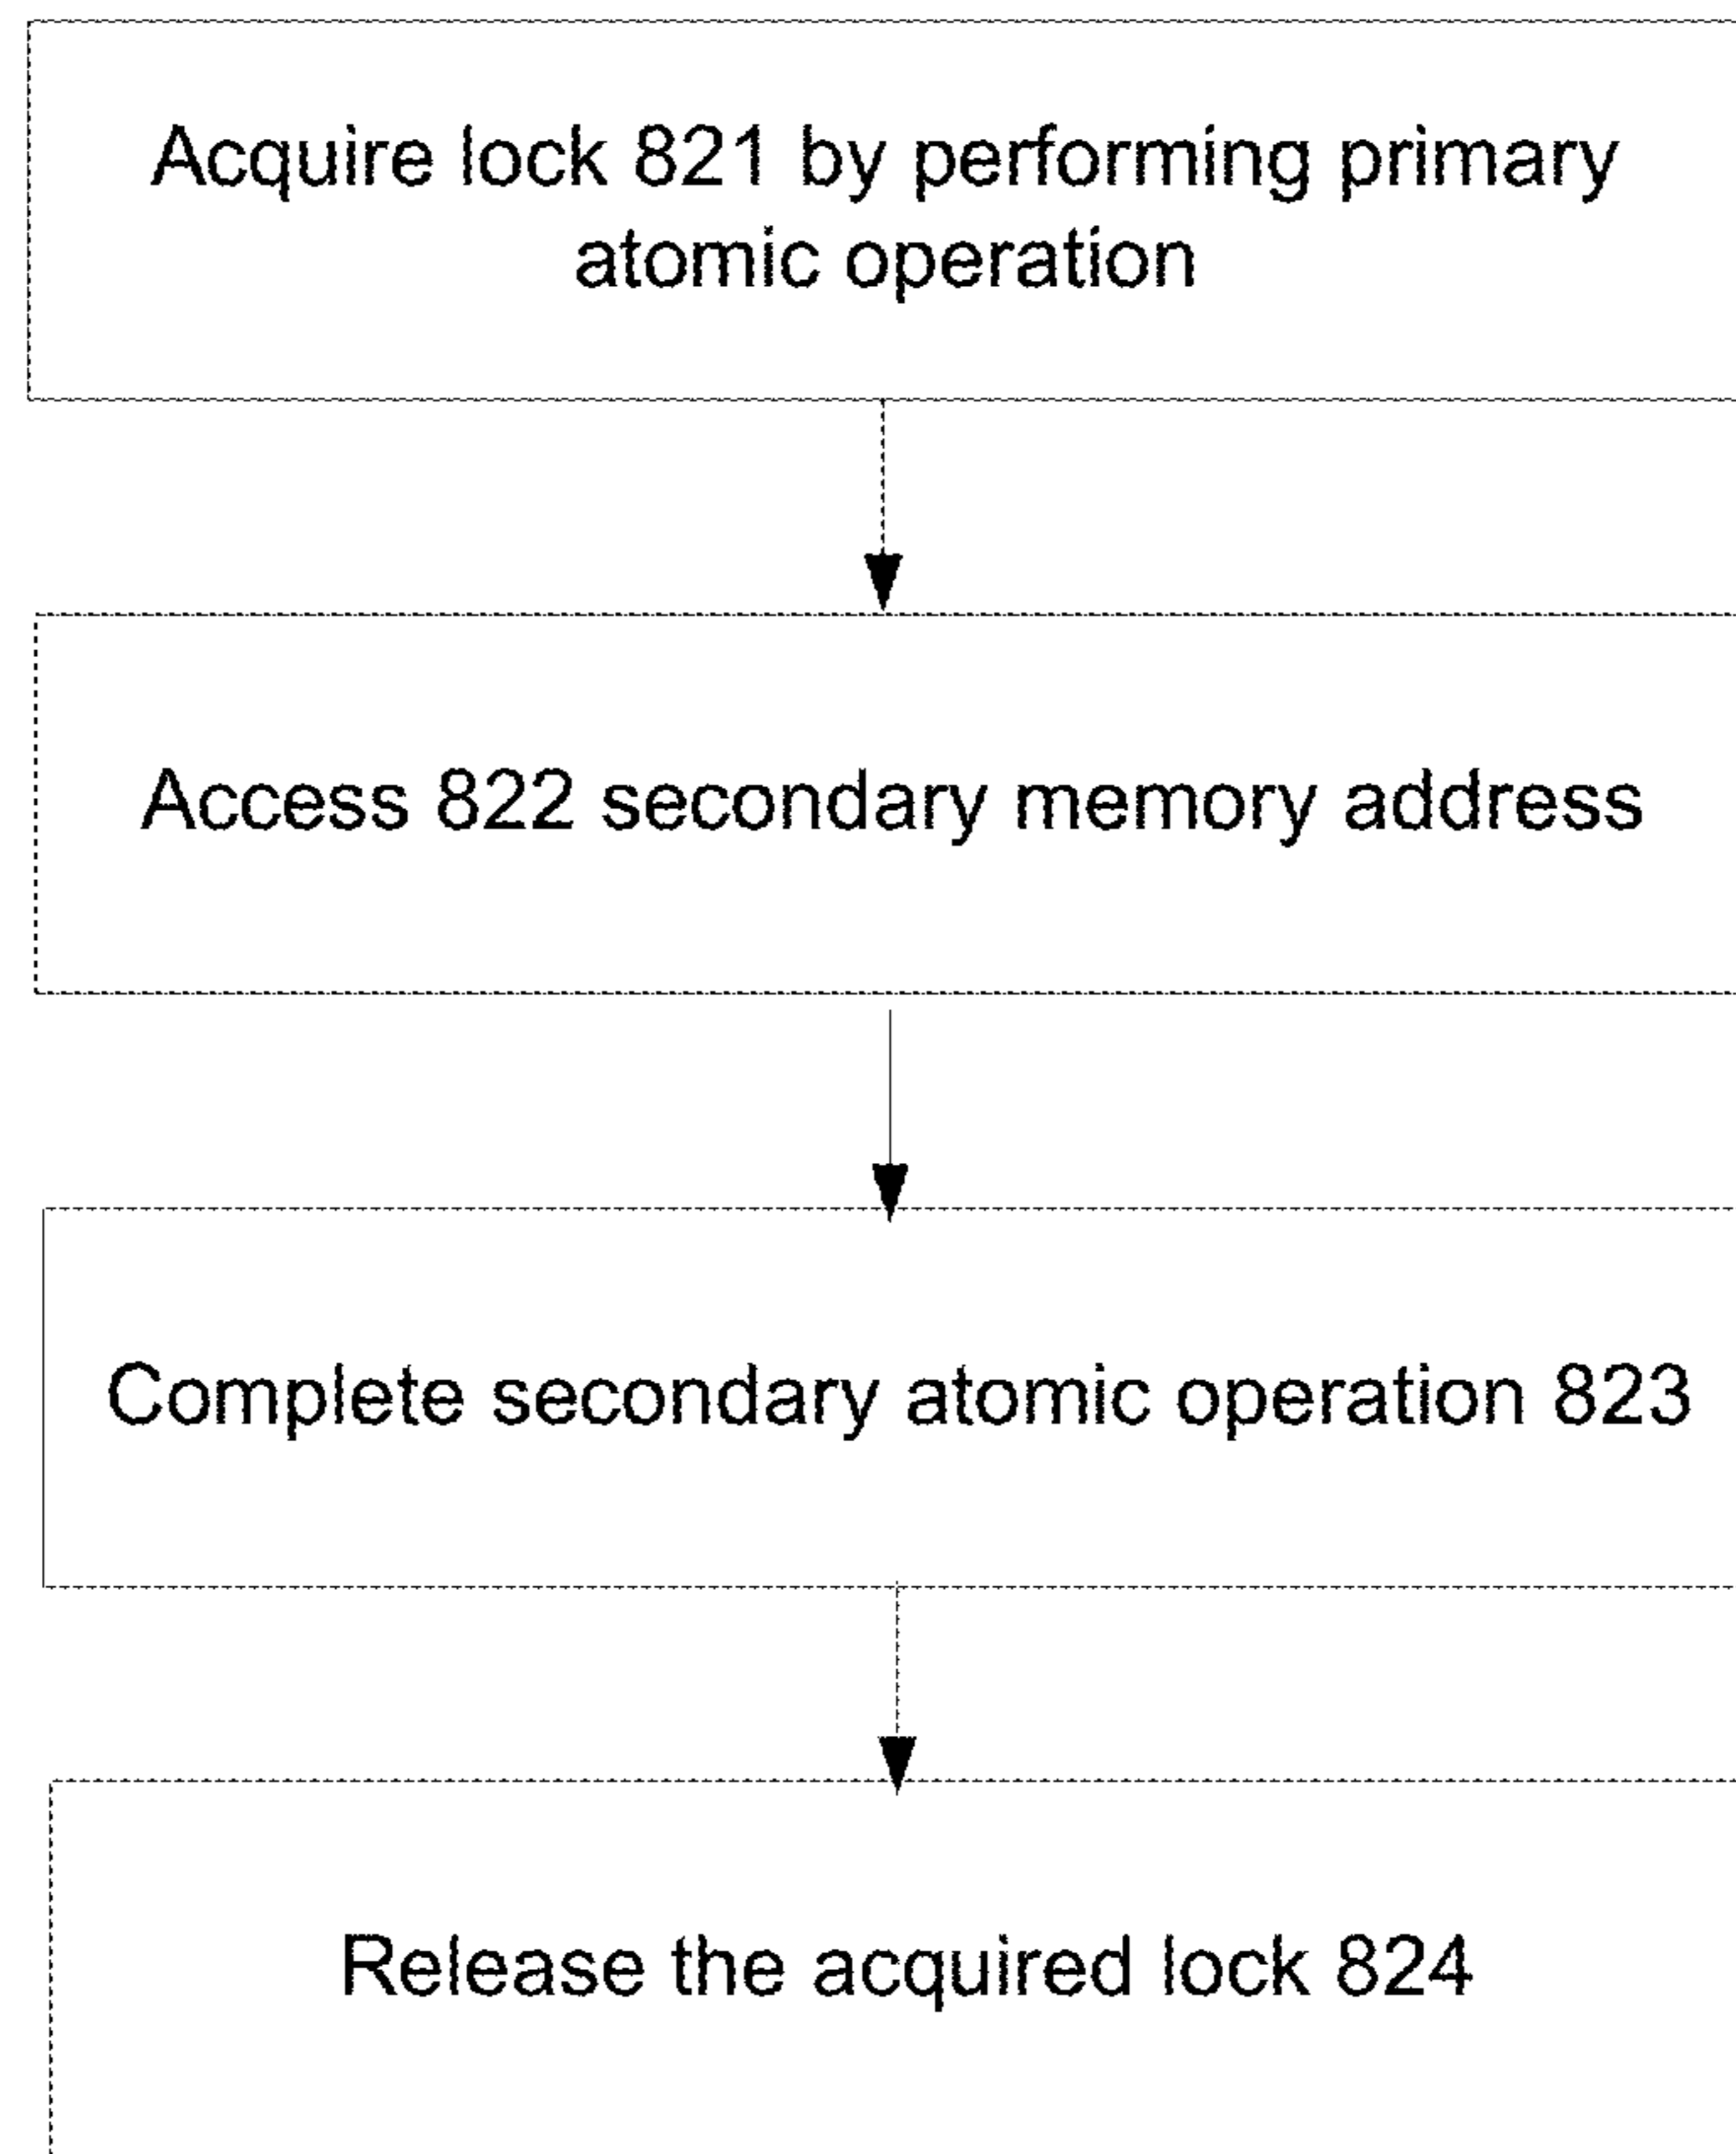 Acquire lock 821 by performing primary
atomic operation
Access 822 secondary memory address
Complete secondary atomic operation 823
Release the acquired lock 824